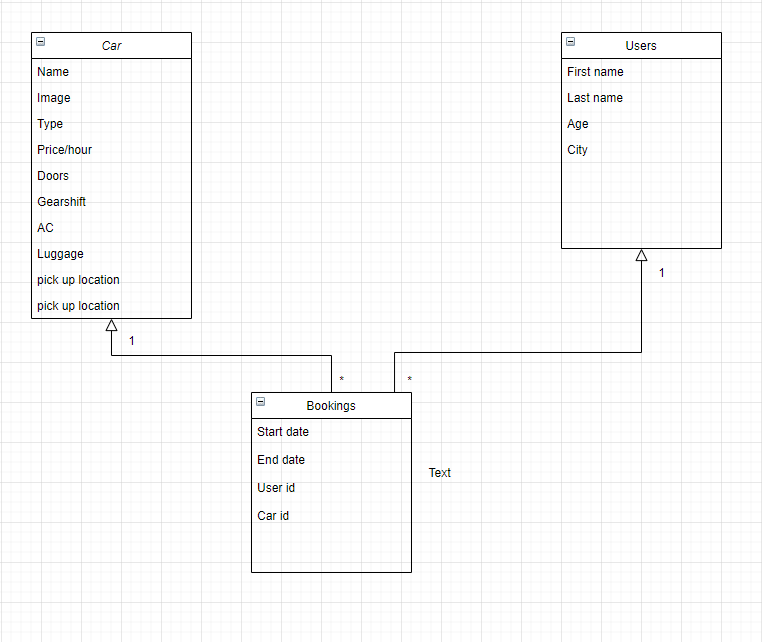 Car
Name
Image
Type
Price/hour
Doors
Gearshift
AC
Luggage
pick up location
pick up location
1
Users
First name
Last name
Age
City
1
*
*
Bookings
Start date
End date
User id
Car id
Text